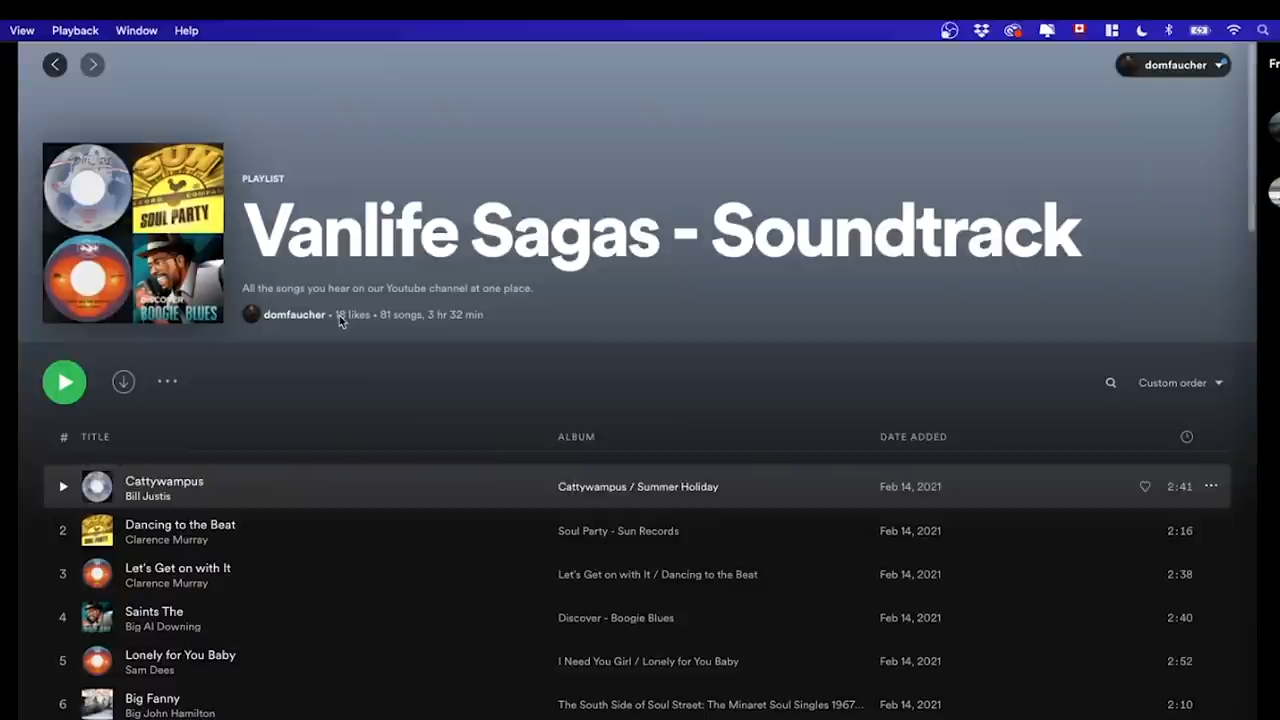 View Playback Window Help
domfaucher
Fr
PLAYLIST
Vanlife Sagas - Soundtrack
All the songs you hear on our Youtube channel at one place.
domfaucher • 18 likes • 81 songs, 3 hr 32 min
SUN
SOUL PARTY
DISCOVER
BOOGIE BLUES
Custom order
# TITLE ALBUM DATE ADDED
Cattywampus
Bill Justis
Cattywampus / Summer Holiday Feb 14, 2021 2:41
2 Dancing to the Beat
Clarence Murray
Soul Party - Sun Records Feb 14, 2021 2:16
3 Let's Get on with It
Clarence Murray
Let's Get on with It / Dancing to the Beat Feb 14, 2021 2:38
4 Saints The
Big Al Downing
Discover - Boogie Blues Feb 14, 2021 2:40
5 Lonely for You Baby
Sam Dees
I Need You Girl / Lonely for You Baby Feb 14, 2021 2:52
6 Big Fanny
Big John Hamilton
The South Side of Soul Street: The Minaret Soul Singles 1967... Feb 14, 2021 2:10